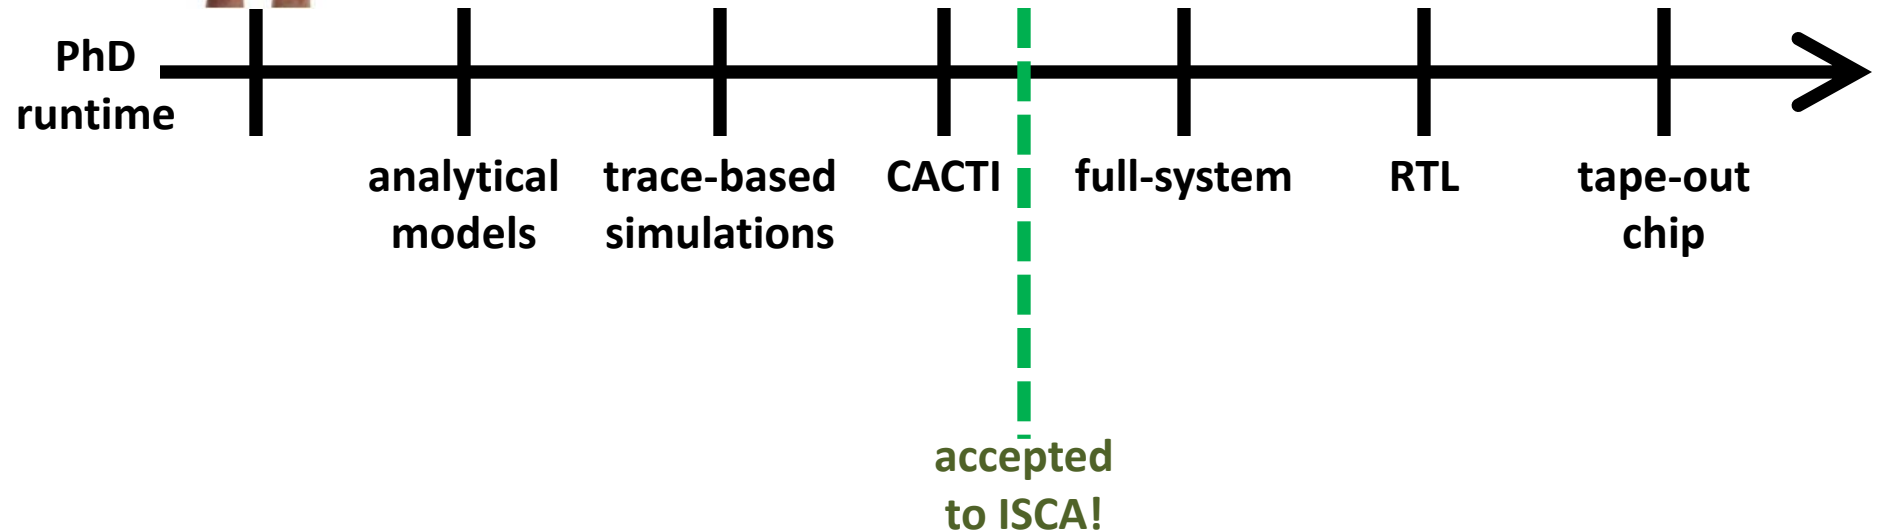 PhD
runtime
analytical
models
trace-based
simulations
CACTI
full-system
RTL
tape-out
chip
accepted
to ISCA!